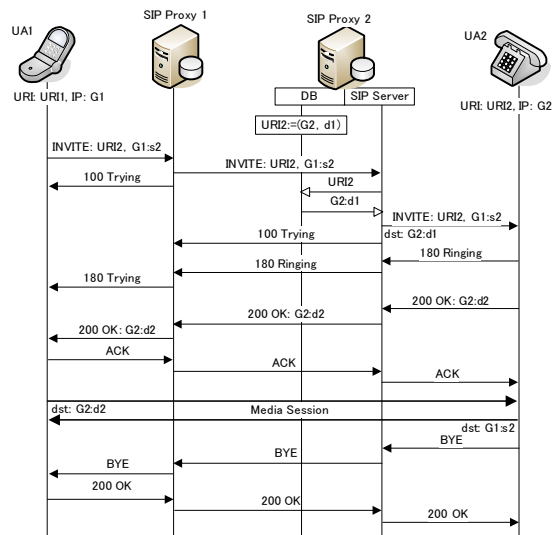 SIP Proxy 1
SIP Proxy 2
UA1
UA2
URI: URI1, IP: G1
DB
SIP Server
URI: URI2, IP: G2
URI2:=(G2, d1)
INVITE: URI2, G1:s2
INVITE: URI2, G1:s2
100 Trying
URI2
G2:d1
INVITE: URI2, G1:s2
100 Trying
dst: G2:d1
180 Ringing
180 Ringing
180 Trying
200 OK: G2:d2
200 OK: G2:d2
200 OK: G2:d2
ACK
ACK
ACK
dst: G2:d2
Media Session
dst: G1:s2
BYE
BYE
BYE
200 OK
200 OK
200 OK